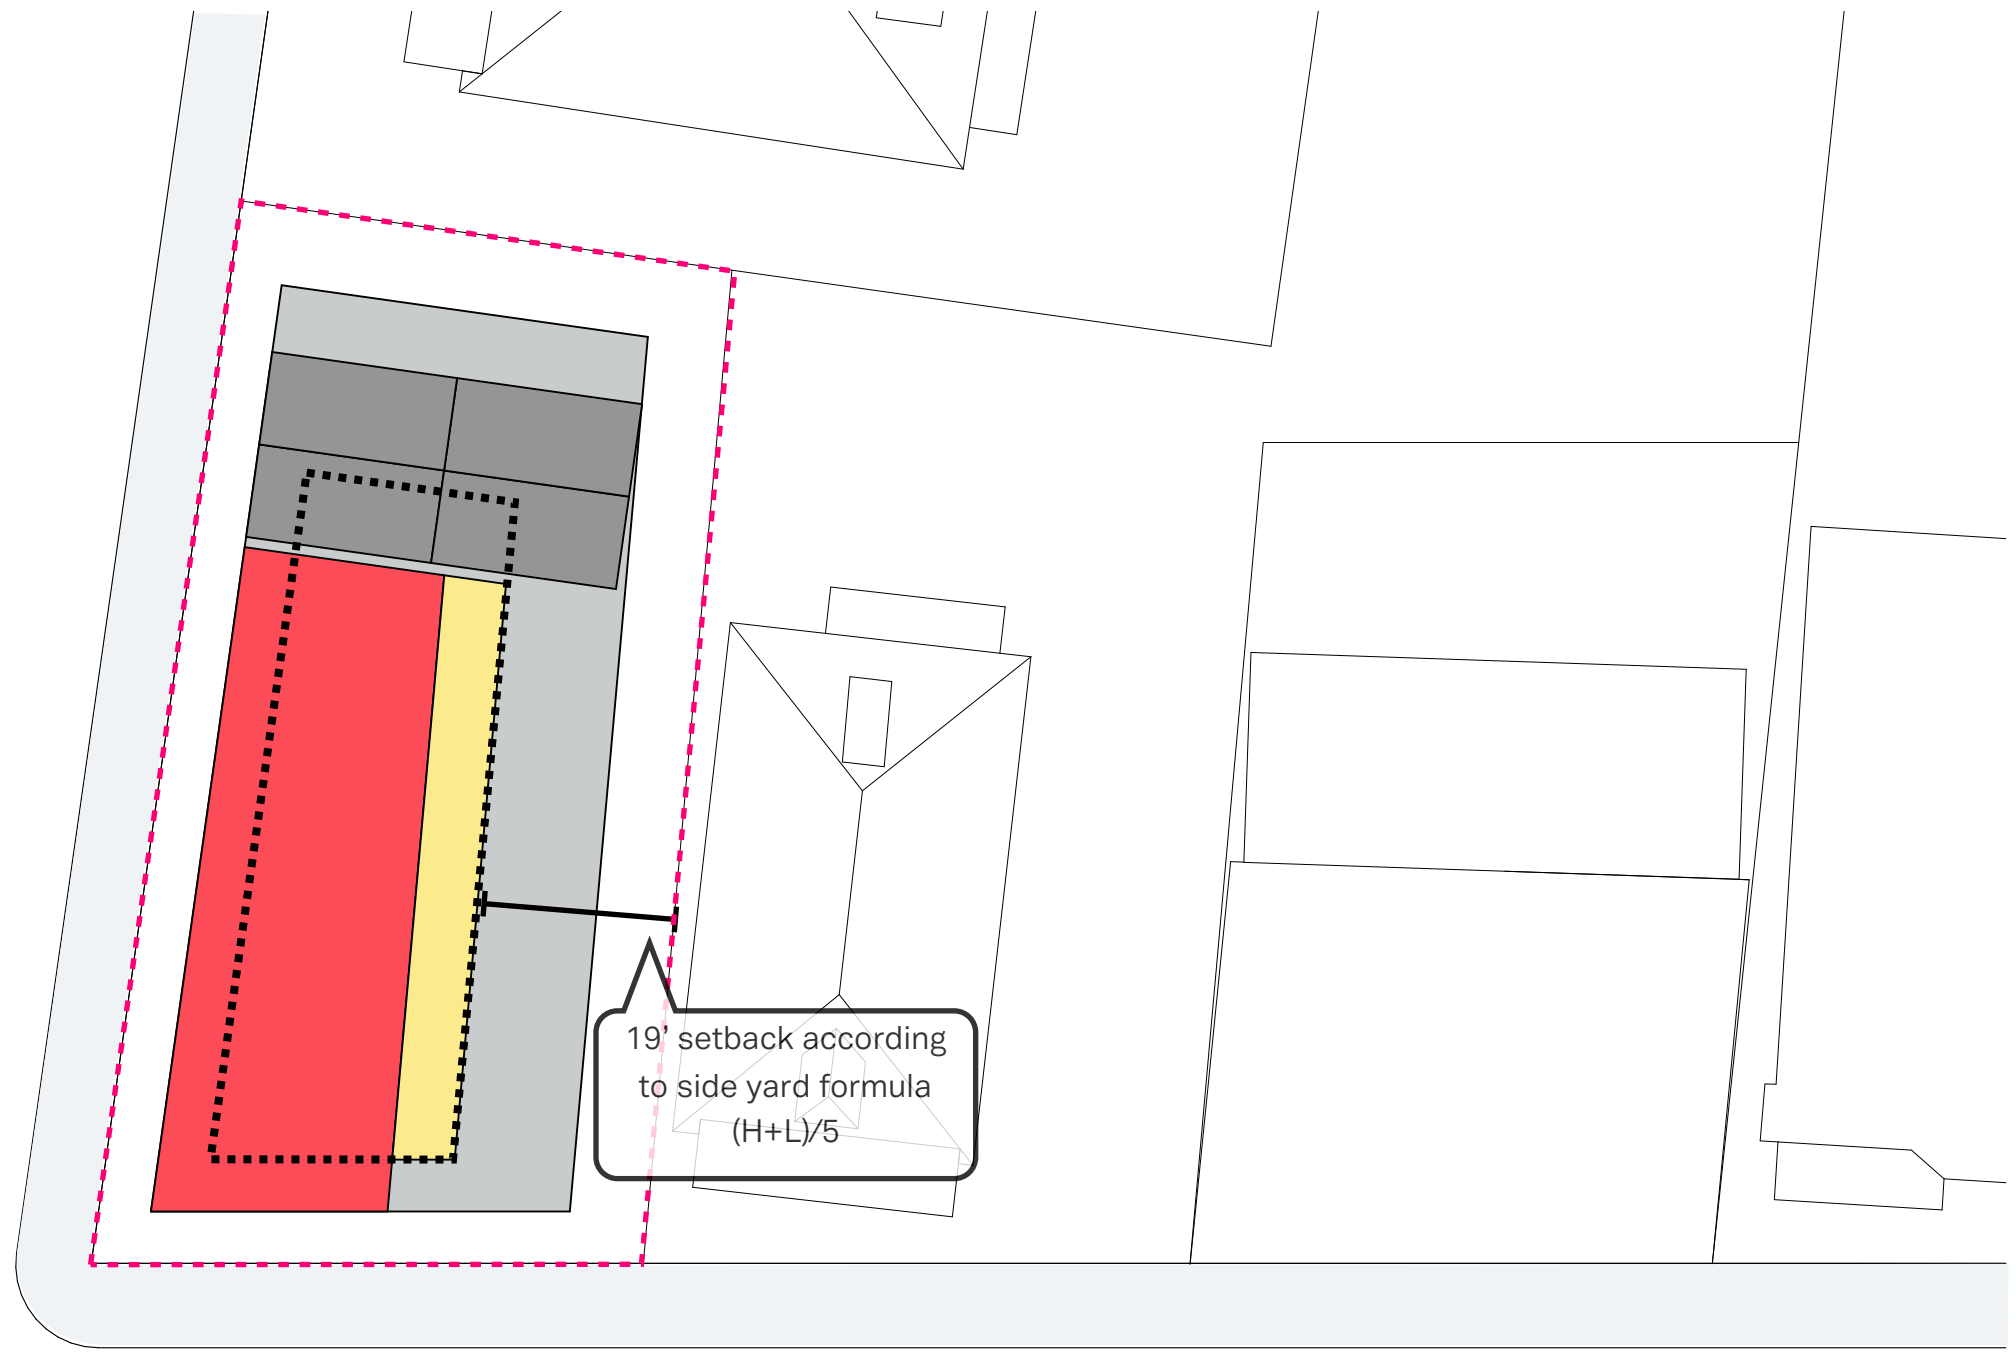 19’ setback according
to side yard formula
(H+L)/5